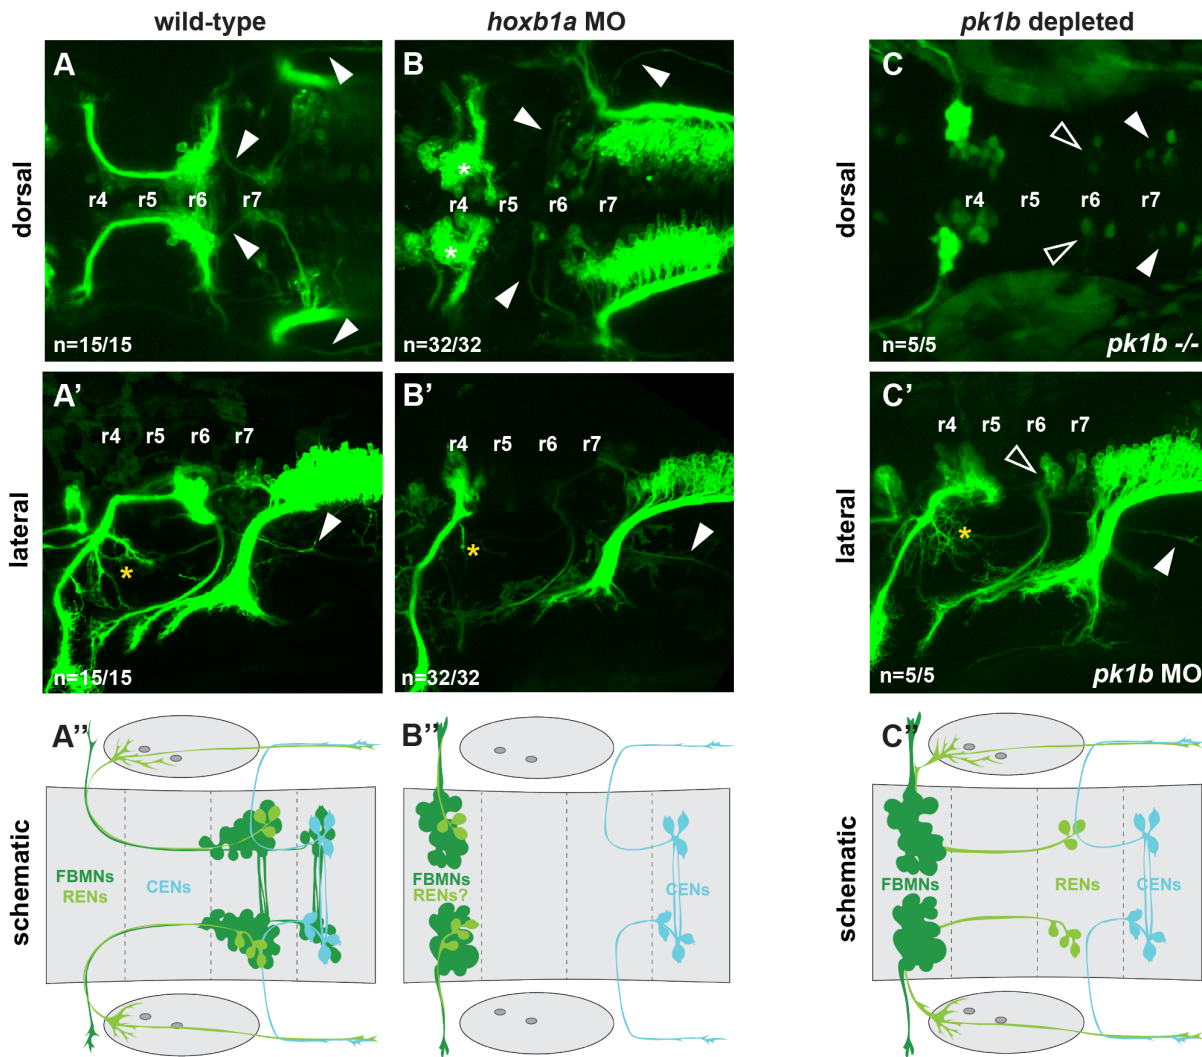 wild-type
hoxb1a MO
pk1b depleted
dorsal
A
r4 r5 r6 r7
n=15/15
B
*
r4 r5 r6 r7
*
n=32/32
dorsal
C
r4 r5 r6 r7
n=5/5
pk1b -/-
lateral
A’
r4 r5 r6 r7
*
n=15/15
B’
r4 r5 r6 r7
*
n=32/32
lateral
C’
r4 r5 r6 r7
*
n=5/5
pk1b MO
schematic
A’’
FBMNs
RENs
CENs
B’’
FBMNs
RENs?
CENs
schematic
C’’
FBMNs
RENs
CENs